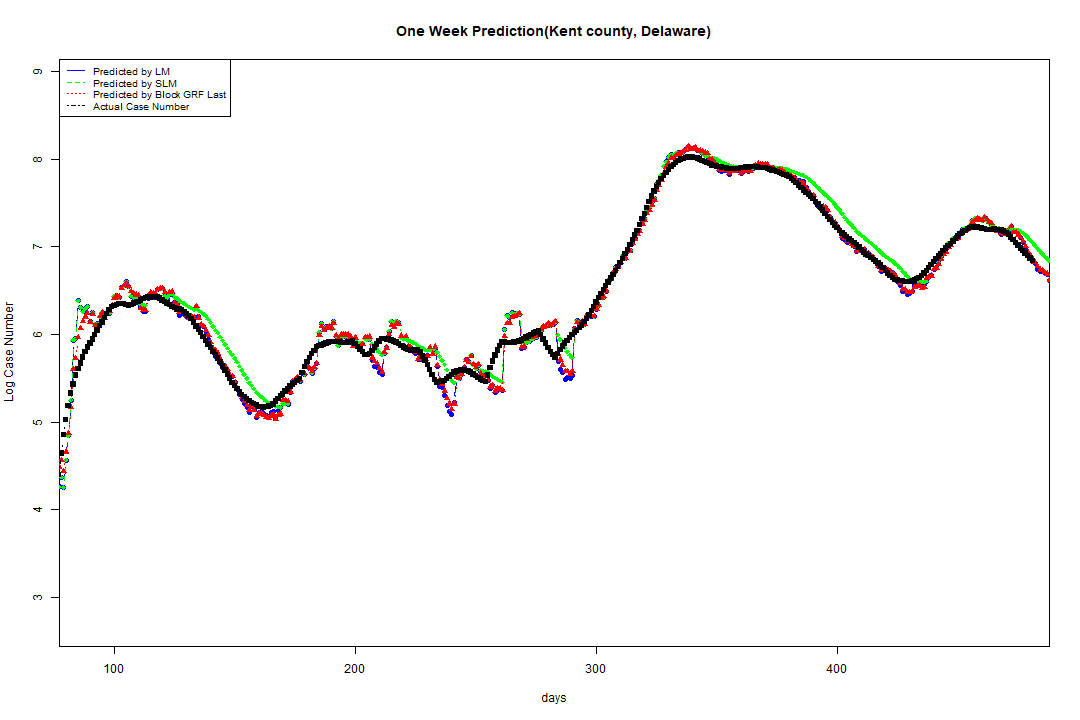 One Week Prediction(Kent county, Delaware)
Predicted by LM
Predicted by SLM
Predicted by Block GRF Last
Actual Case Number
9
8
7
6
5
4
3
Log Case Number
100 200 300 400
days